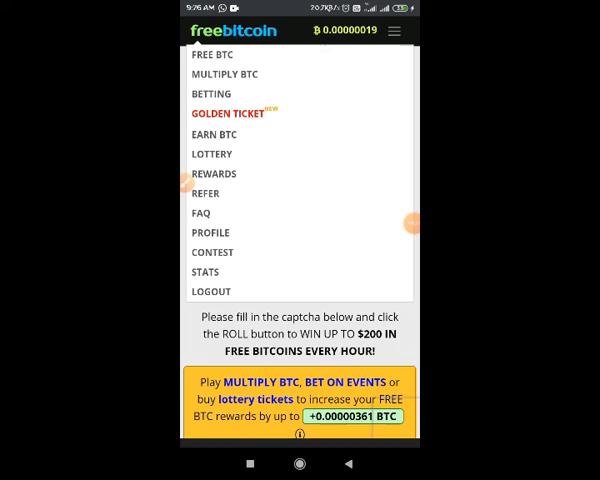 9:26 AM 20.7KB/s 33
freebitcoin ₿ 0.00000019
FREE BTC
MULTIPLY BTC
BETTING
GOLDEN TICKET NEW
EARN BTC
LOTTERY
REWARDS
REFER
FAQ
PROFILE
CONTEST
STATS
LOGOUT
Please fill in the captcha below and click
the ROLL button to WIN UP TO $200 IN
FREE BITCOINS EVERY HOUR!
Play MULTIPLY BTC, BET ON EVENTS or
buy lottery tickets to increase your FREE
BTC rewards by up to +0.00000361 BTC